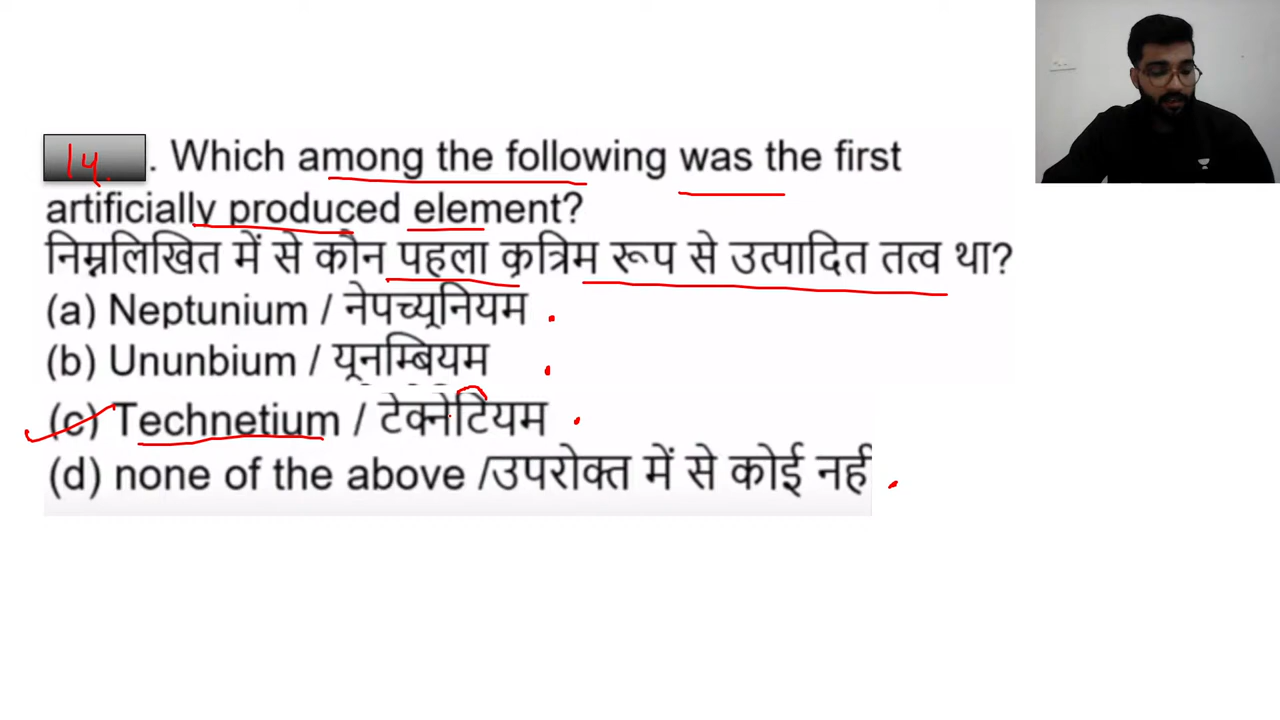 14.
. Which among the following was the first
artificially produced element?
निम्नलिखित में से कौन पहला कृत्रिम रूप से उत्पादित तत्व था?
(a) Neptunium / नेपच्यूनियम
(b) Ununbium / यूनम्बियम
(c) Technetium / टेक्नेटियम
(d) none of the above /उपरोक्त में से कोई नहीं